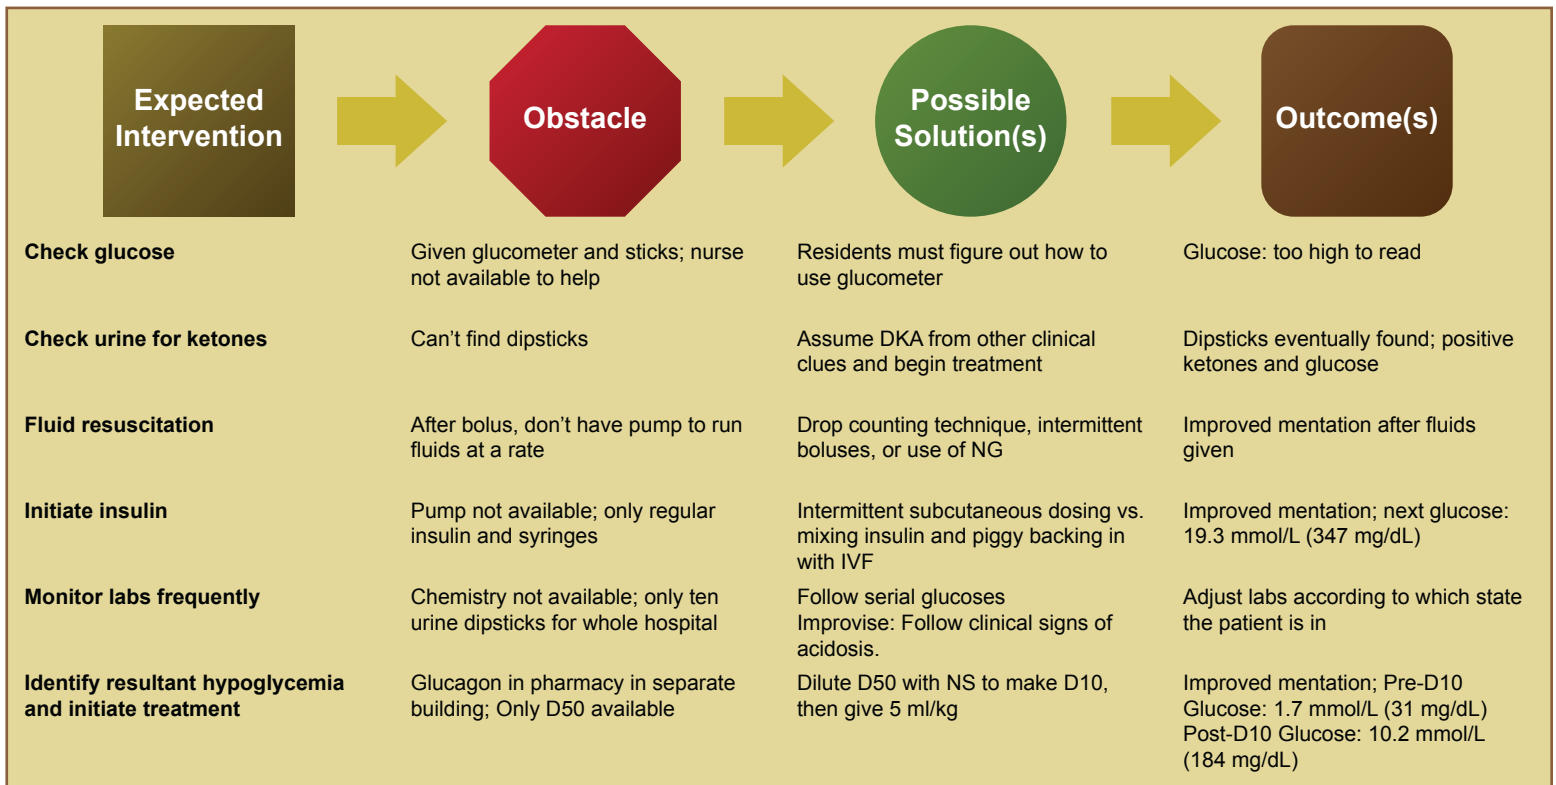 Expected
Intervention
Obstacle
Possible
Solution(s)
Outcome(s)
Check glucose
Given glucometer and sticks; nurse
not available to help
Residents must figure out how to
use glucometer
Glucose: too high to read
Check urine for ketones
Can’t find dipsticks
Assume DKA from other clinical
clues and begin treatment
Dipsticks eventually found; positive
ketones and glucose
Fluid resuscitation
After bolus, don’t have pump to run
fluids at a rate
Drop counting technique, intermittent
boluses, or use of NG
Improved mentation after fluids
given
Initiate insulin
Pump not available; only regular
insulin and syringes
Intermittent subcutaneous dosing vs.
mixing insulin and piggy backing in
with IVF
Improved mentation; next glucose:
19.3 mmol/L (347 mg/dL)
Monitor labs frequently
Chemistry not available; only ten
urine dipsticks for whole hospital
Follow serial glucoses
Improvise: Follow clinical signs of
acidosis.
Adjust labs according to which state
the patient is in
Identify resultant hypoglycemia
and initiate treatment
Glucagon in pharmacy in separate
building; Only D50 available
Dilute D50 with NS to make D10,
then give 5 ml/kg
Improved mentation; Pre-D10
Glucose: 1.7 mmol/L (31 mg/dL)
Post-D10 Glucose: 10.2 mmol/L
(184 mg/dL)